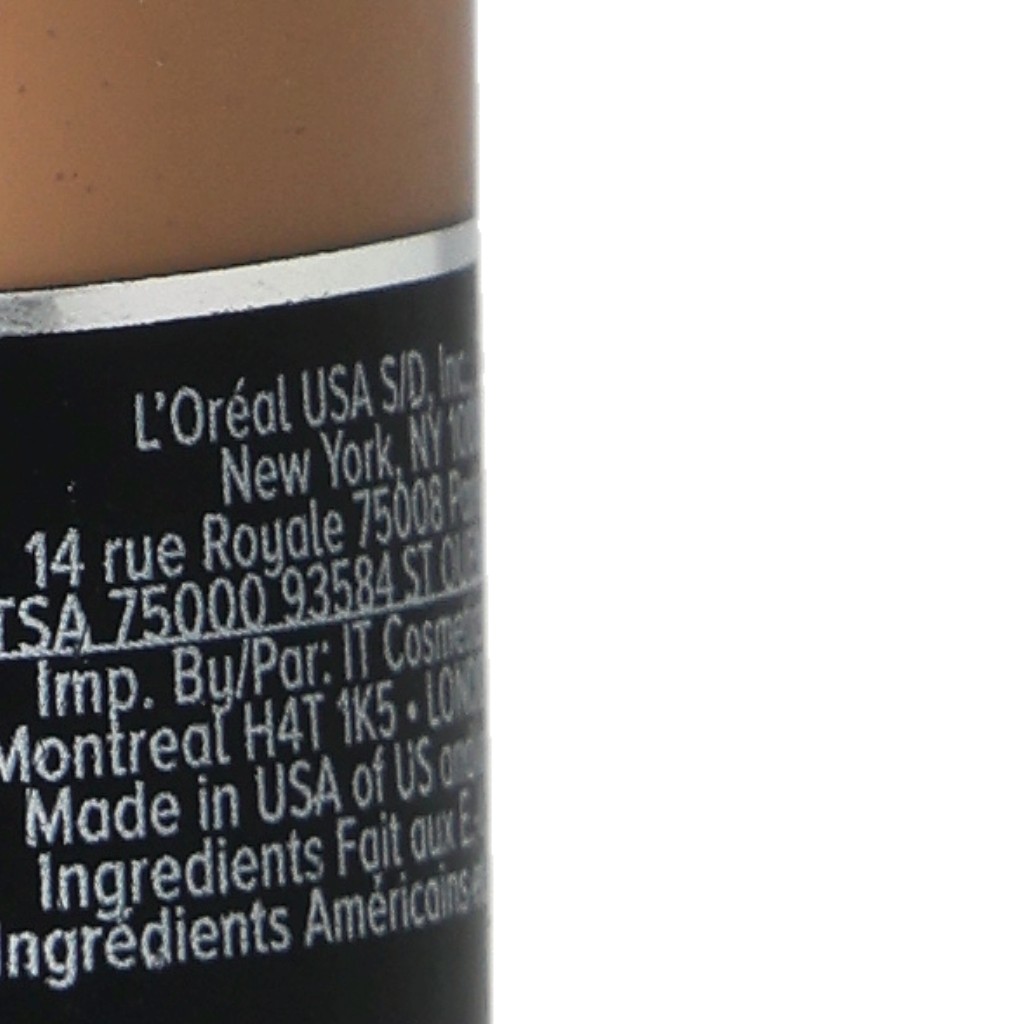 L'Oréal USA S/D, Inc.
New York, NY
14 rue Royale 75008
TSA 75000 93584 ST
Imp. By/Par: IT
Montreal H4T 1K5 •
Made in USA of US and
Ingredients Fait aux
Ingrédients Américains